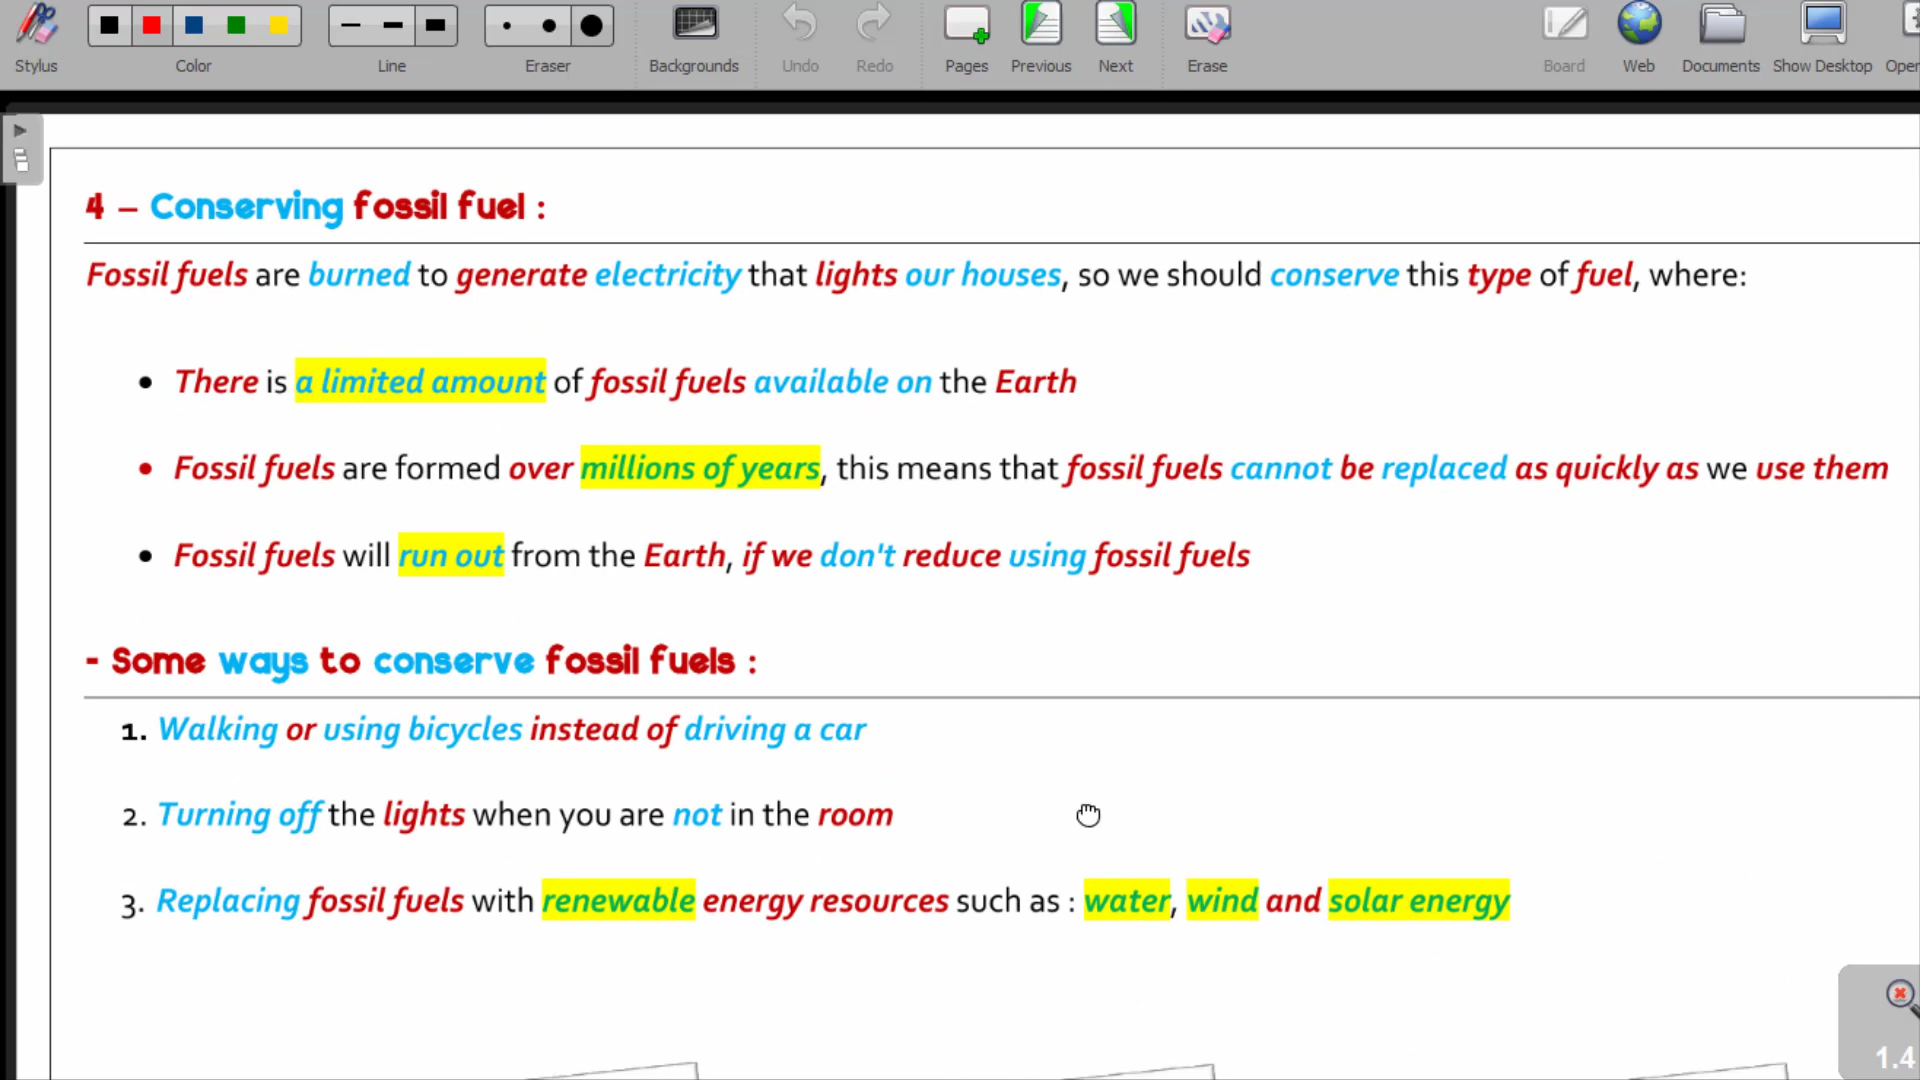 Stylus
Color
Line
Eraser
Backgrounds
Undo
Redo
Pages
Previous
Next
Erase
Board
Web
Documents
Show Desktop
4 – Conserving fossil fuel :
Fossil fuels are burned to generate electricity that lights our houses, so we should conserve this type of fuel, where:
• There is a limited amount of fossil fuels available on the Earth
• Fossil fuels are formed over millions of years, this means that fossil fuels cannot be replaced as quickly as we use them
• Fossil fuels will run out from the Earth, if we don't reduce using fossil fuels
- Some ways to conserve fossil fuels :
1. Walking or using bicycles instead of driving a car
2. Turning off the lights when you are not in the room
3. Replacing fossil fuels with renewable energy resources such as : water, wind and solar energy
1.4